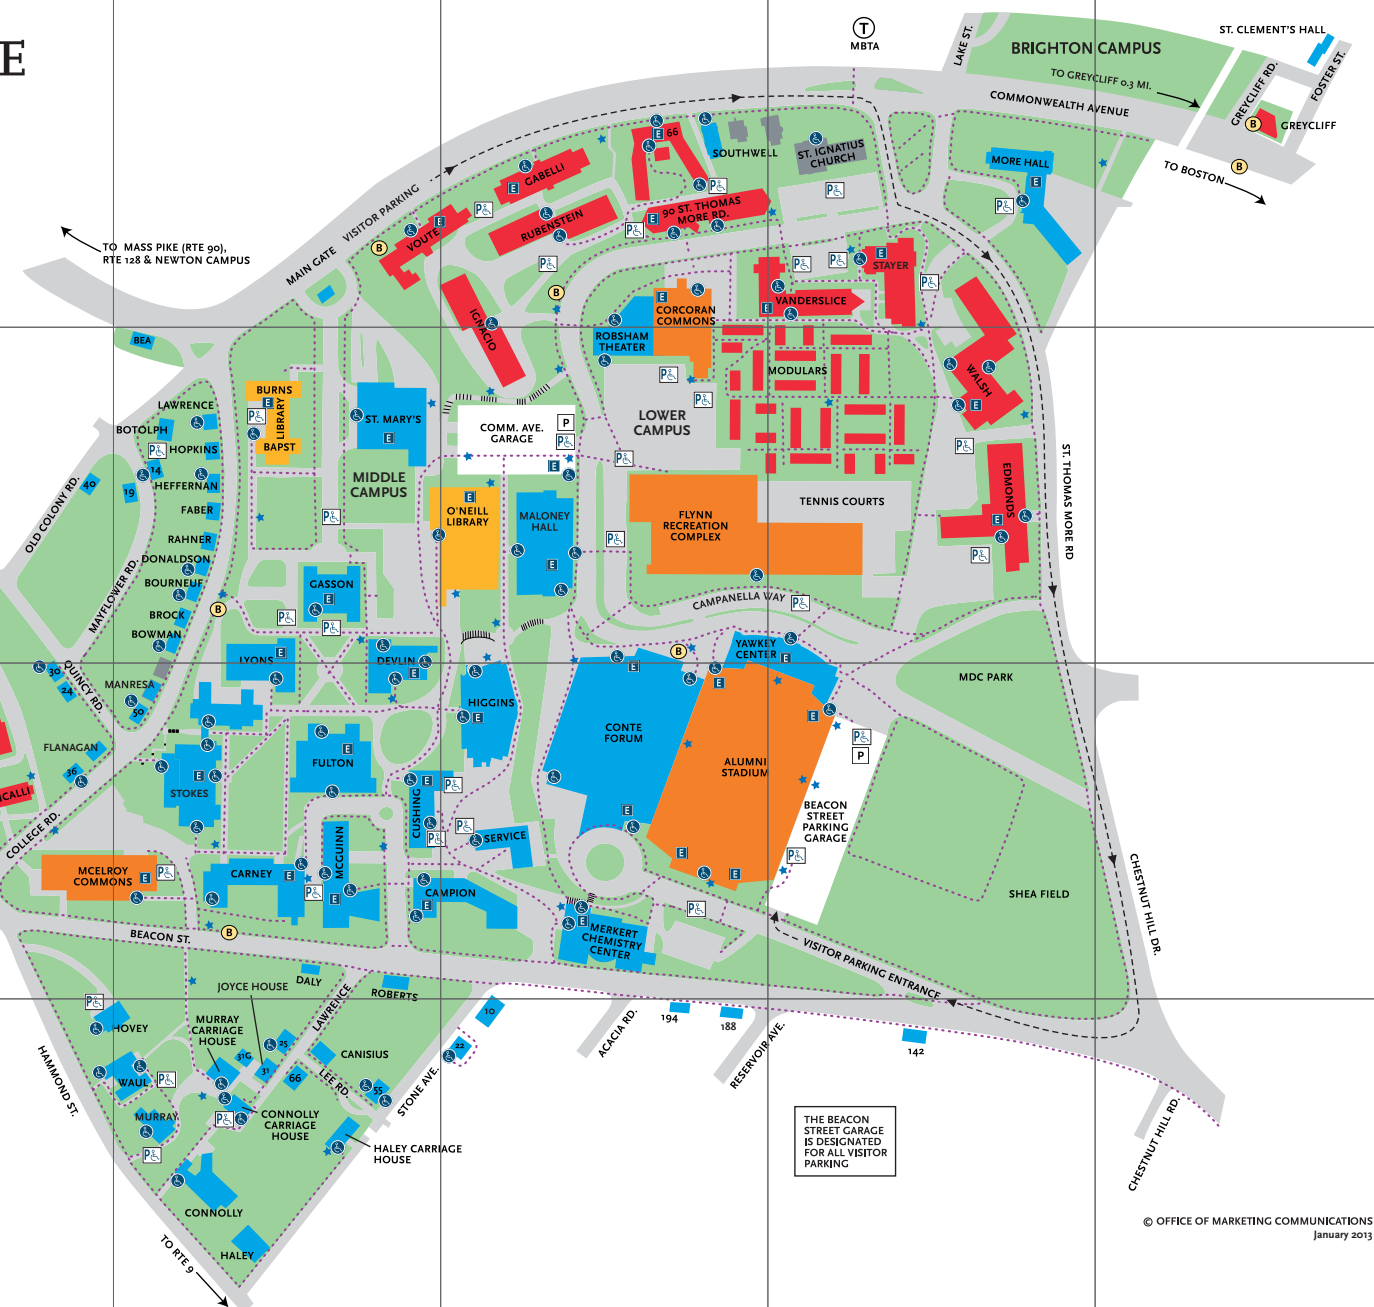 E
T
MBTA
LAKE ST.
BRIGHTON CAMPUS
ST. CLEMENT'S HALL
TO GREYCLIFF 0.3 MI.
GREYCLIFF RD.
FOSTER ST.
COMMONWEALTH AVENUE
B
GREYCLIFF
TO BOSTON
B
E 66
SOUTHWELL
ST. IGNATIUS
CHURCH
MORE HALL
E
GABELLI
E
P
P
P
P
VISITOR PARKING
VOUTE
E
RUBENSTEIN
90 ST. THOMAS
MORE RD.
E
P
B
TO MASS PIKE (RTE 90),
RTE 128 & NEWTON CAMPUS
MAIN GATE
P
P
P
STAYER
E
P
IGNACIO
B
E
CORCORAN
COMMONS
VANDERSLICE
E
ROBSHAM
THEATER
BEA
MODULARS
WALSH
E
P
P
P
BURNS
E
P
LIBRARY
BAPST
LAWRENCE
BOTOLPH
P
HOPKINS
14
HEFFERNAN
19
40
FABER
RAHNER
DONALDSON
BOURNEUF
BROCK
BOWMAN
OLD COLONY RD.
MAYFLOWER RD.
ST. MARY'S
E
COMM. AVE.
GARAGE
P
P
E
LOWER
CAMPUS
P
MIDDLE
CAMPUS
E
O'NEILL
LIBRARY
MALONEY
HALL
E
P
P
FLYNN
RECREATION
COMPLEX
TENNIS COURTS
EDMONDS
E
P
ST. THOMAS MORE RD
GASSON
E
P
P
B
CAMPANELLA WAY
P
LYONS
E
DEVLIN
E
B
E
YAWKEY
CENTER
E
E
E
MDC PARK
30
24
QUINCY RD.
MANRESA
50
FLANAGAN
36
HIGGINS
E
CONTE
FORUM
E
ALUMNI
STADIUM
E
E
P
P
FULTON
E
STOKES
E
CUSHING
E
P
P
P
SERVICE
BEACON
STREET
PARKING
GARAGE
P
CALLI
COLLEGE RD.
MCELROY
COMMONS
E
P
CARNEY
E
P
MCGUINN
E
CAMPION
E
E
MERKERT
CHEMISTRY
CENTER
P
SHEA FIELD
CHESTNUT HILL DR.
BEACON ST.
B
VISITOR PARKING ENTRANCE
DALY
ROBERTS
JOYCE HOUSE
LAWRENCE
P
HOVEY
MURRAY
CARRIAGE
HOUSE
31G
25
31
66
CANISIUS
LEE RD.
55
10
22
STONE AVE.
ACACIA RD.
194
188
RESERVOIR AVE.
142
HAMMOND ST.
WAUL
P
MURRAY
P
P
CONNOLLY
CARRIAGE
HOUSE
HALEY CARRIAGE
HOUSE
CONNOLLY
HALEY
TO RTE 9
THE BEACON
STREET GARAGE
IS DESIGNATED
FOR ALL VISITOR
PARKING
CHESTNUT HILL RD.
© OFFICE OF MARKETING COMMUNICATIONS
January 2013